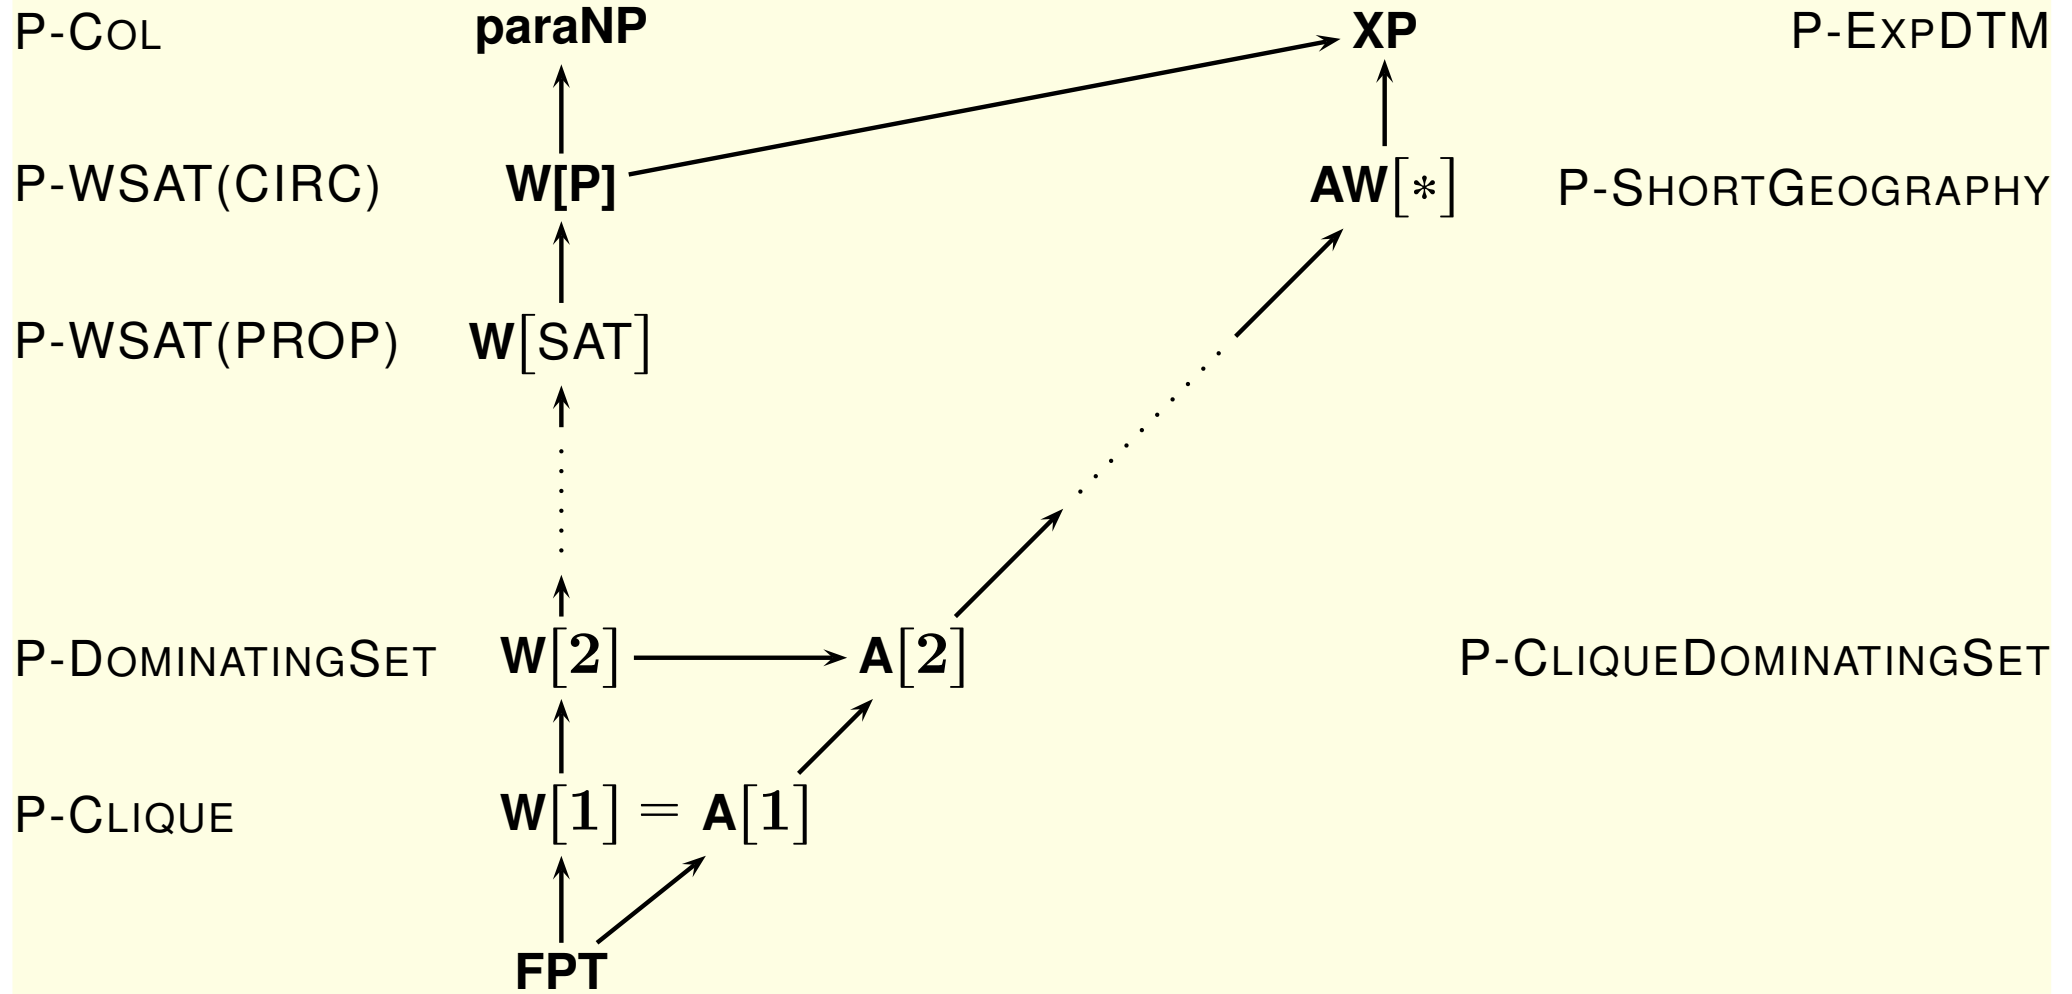 P-COL paraNP XP P-EXPDTM
P-WSAT(CIRC) W[P] AW[*] P-SHORTGEOGRAPHY
P-WSAT(PROP) W[SAT]
P-DOMINATINGSET W[2] A[2] P-CLIQUEDOMINATINGSET
P-CLIQUE W[1] = A[1]
FPT